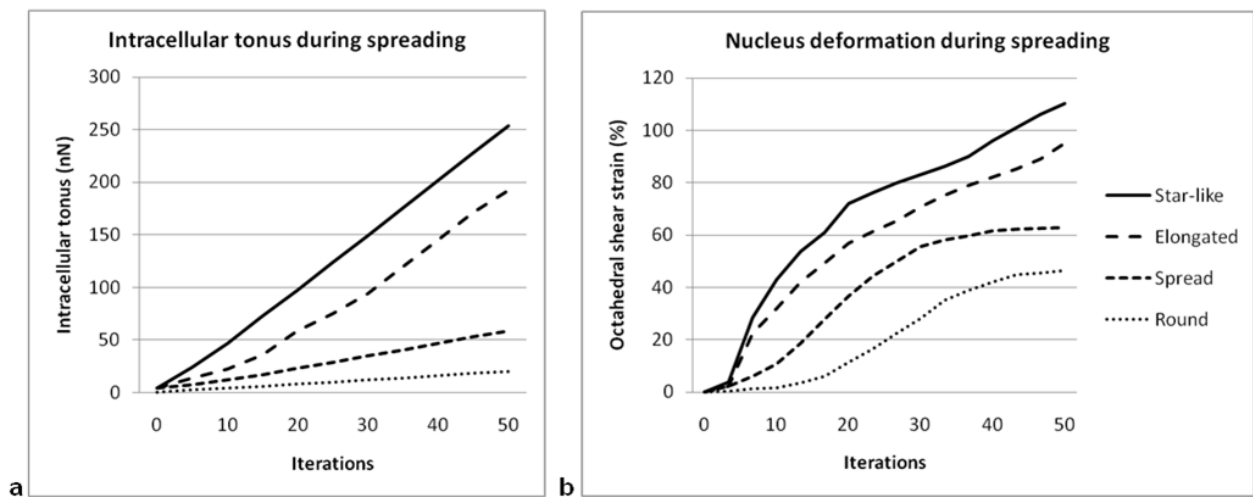 Intracellular tonus during spreading
300
250
200
150
100
50
0
Intracellular tonus (nN)
0 10 20 30 40 50
Iterations
a
Nucleus deformation during spreading
120
100
80
60
40
20
0
Octahedral shear strain (%)
0 10 20 30 40 50
Iterations
b
Star-like
Elongated
Spread
Round